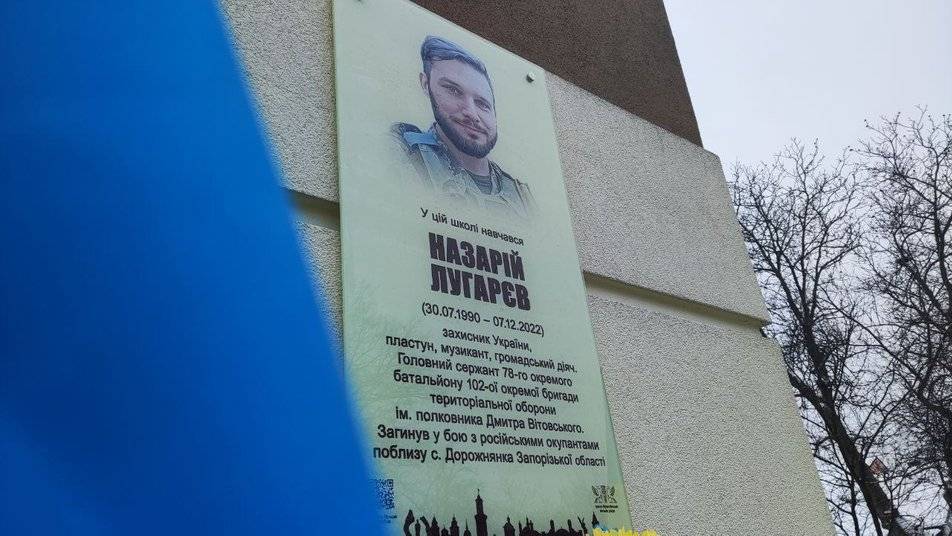 У цій школі навчався
НАЗАРІЙ
ЛУГАРЄВ
(30.07.1990 – 07.12.2022)
захисник України,
пластун, музикант, громадський діяч.
Головний сержант 78-го окремого
батальйону 102-ої окремої бригади
територіальної оборони
ім. полковника Дмитра Вітовського.
Загинув у бою з російськими окупантами
поблизу с. Дорожнянка Запорізької області